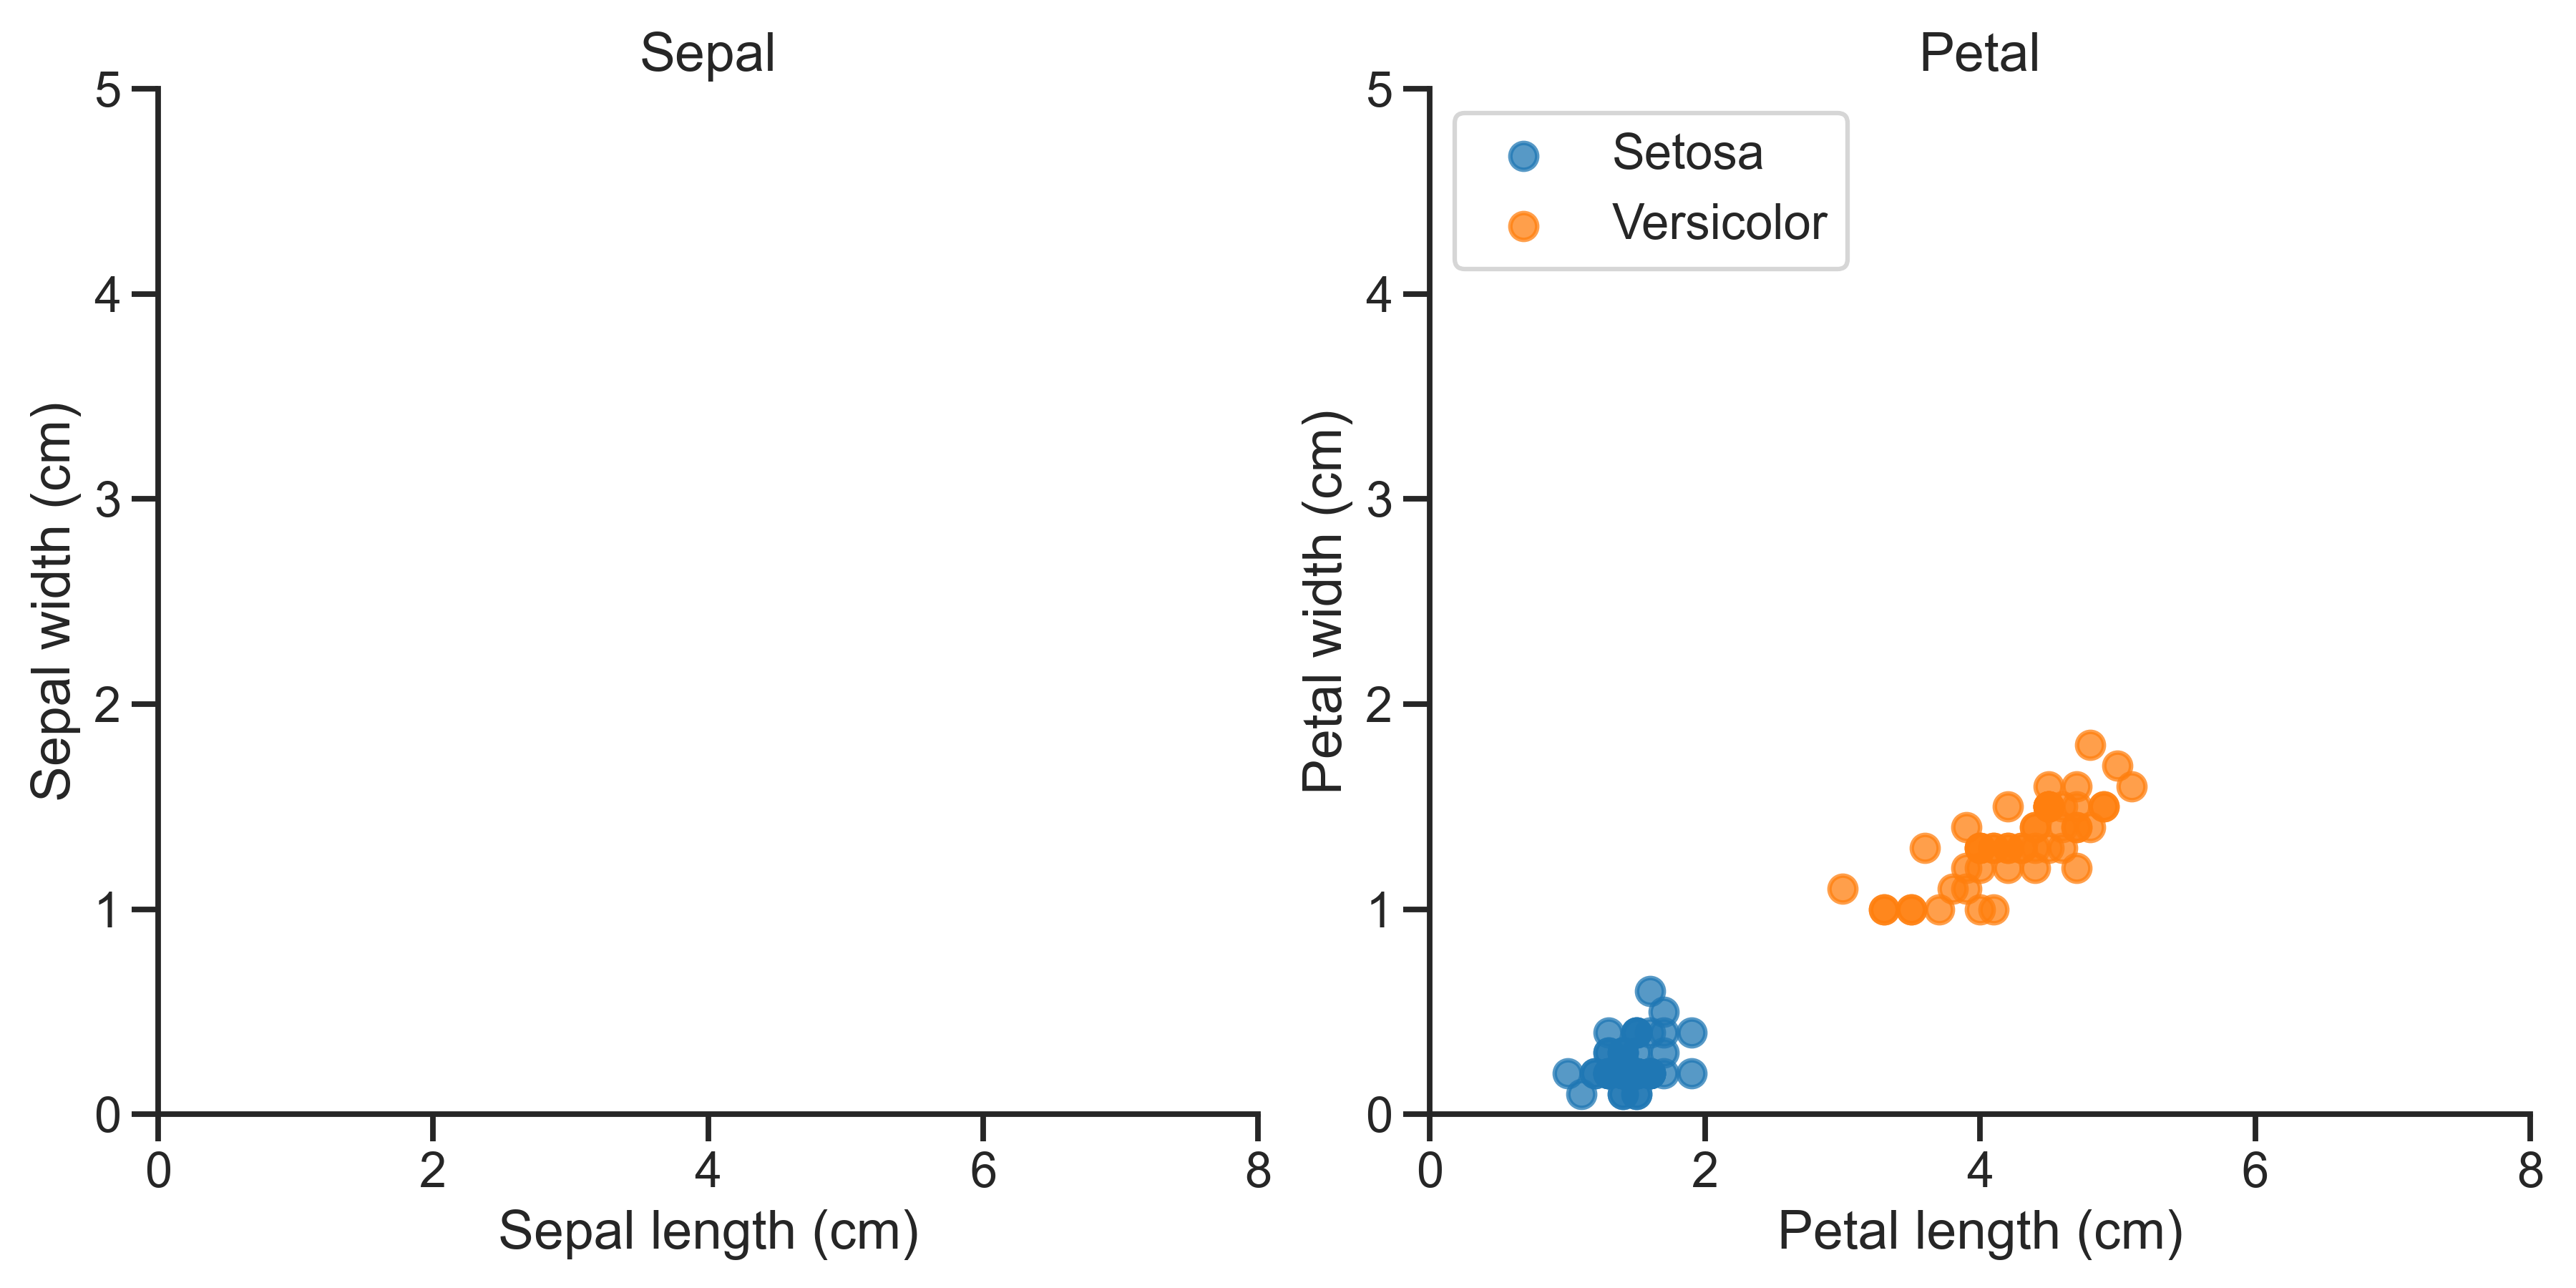 Sepal
5
4
3
2
1
0
Sepal width (cm)
0 2 4 6 8
Sepal length (cm)
Petal
5
4
3
2
1
0
Petal width (cm)
Setosa
Versicolor
0 2 4 6 8
Petal length (cm)